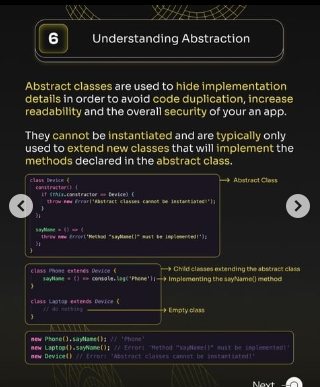 6
Understanding Abstraction
Abstract classes are used to hide implementation
details in order to avoid code duplication, increase
readability and the overall security of your an app.
They cannot be instantiated and are typically only
used to extend new classes that will implement the
methods declared in the abstract class.
class Device {
constructor() {
if (this.constructor == Device) {
throw new Error('Abstract classes cannot be instantiated!');
}
};
sayName = () => {
throw new Error('Method "sayName()" must be implemented!');
};
}
Abstract Class
class Phone extends Device {
Child classes extending the abstract class
sayName = () => console.log('Phone');
Implementing the sayName() method
}
class Laptop extends Device {
// do nothing
Empty class
}
new Phone().sayName(); // 'Phone'
new Laptop().sayName(); // Error: 'Method "sayName()" must be implemented!'
new Device() // Error: 'Abstract classes cannot be instantiated!'
Next